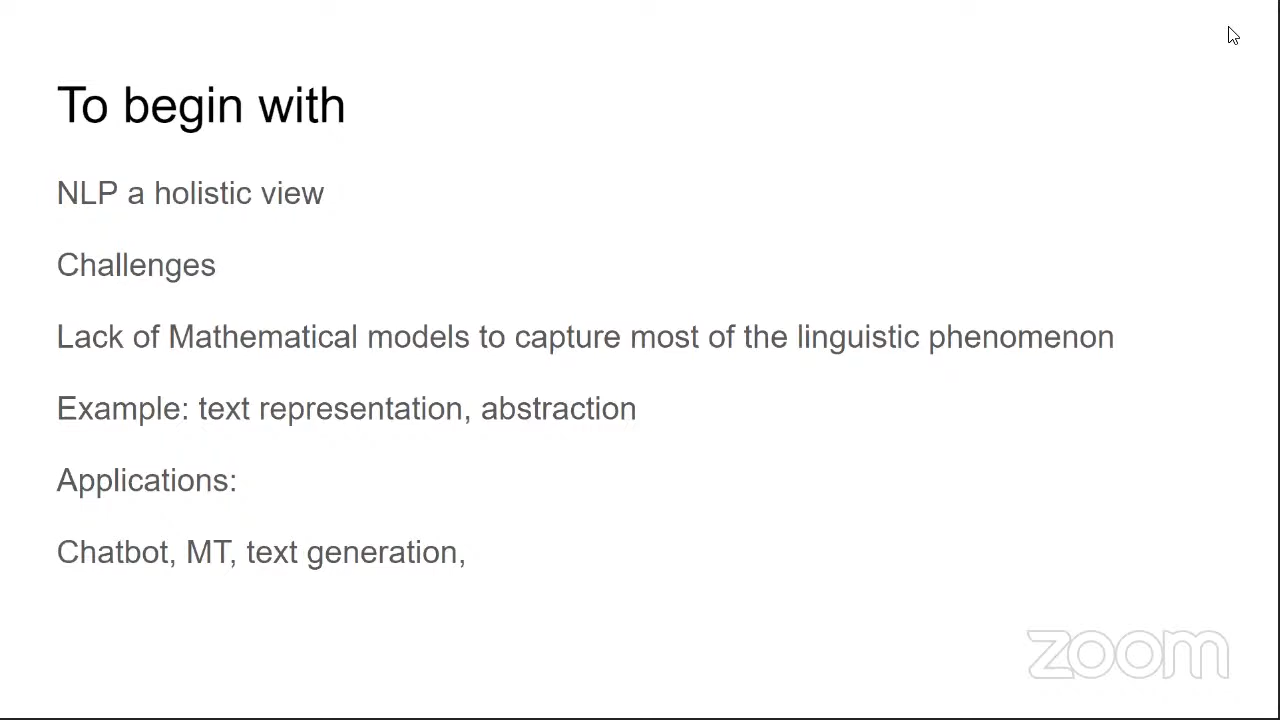 To begin with
NLP a holistic view
Challenges
Lack of Mathematical models to capture most of the linguistic phenomenon
Example: text representation, abstraction
Applications:
Chatbot, MT, text generation,
zoom